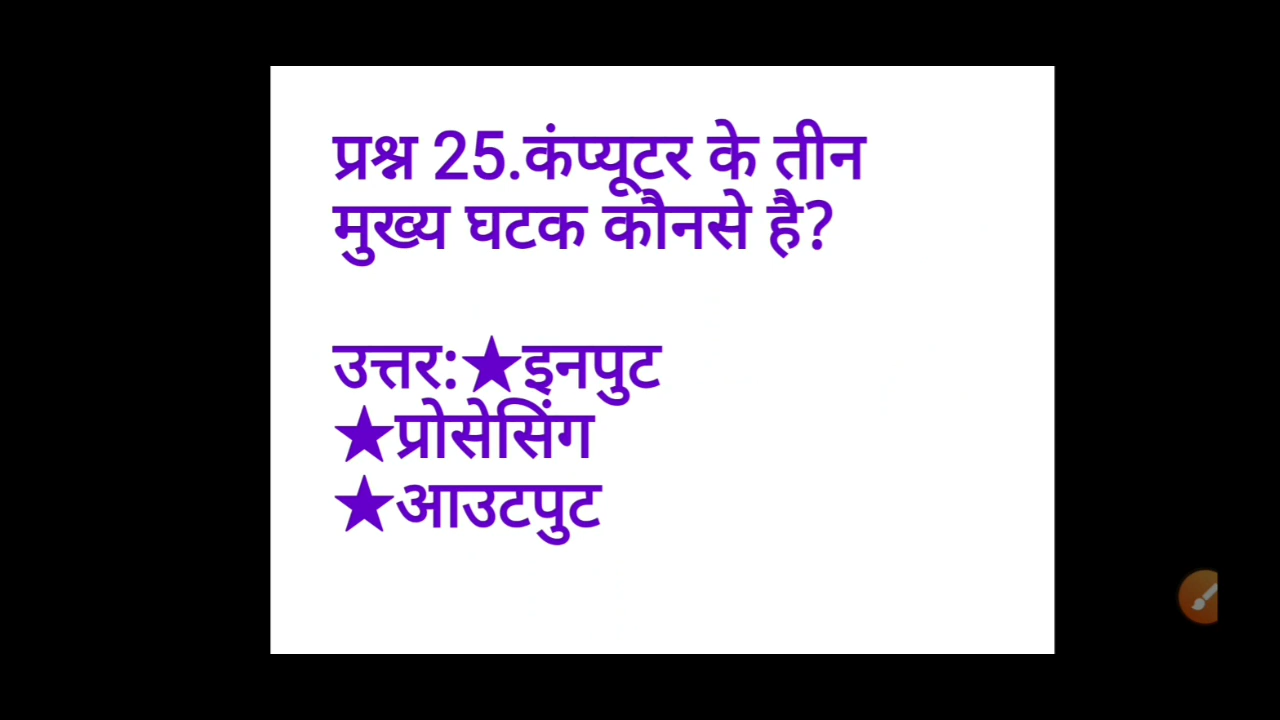 प्रश्न 25.कंप्यूटर के तीन
मुख्य घटक कौनसे है?
उत्तर:★इनपुट
★प्रोसेसिंग
★आउटपुट